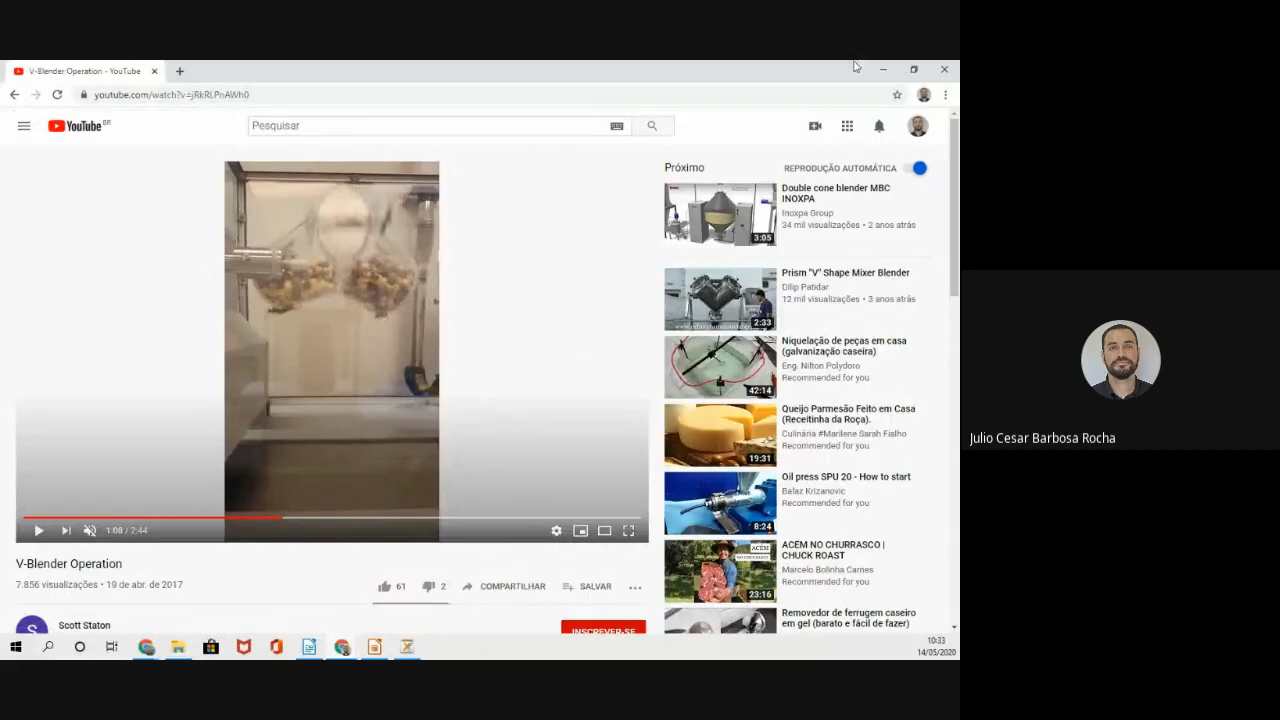 V-Blender Operation - YouTube
youtube.com/watch?v=jRkRLPnAWh0
YouTube BR
Pesquisar
Próximo
REPRODUÇÃO AUTOMÁTICA
3:05
Double cone blender MBC
INOXPA
Inoxpa Group
34 mil visualizações • 2 anos atrás
2:33
Prism "V" Shape Mixer Blender
Dilip Patidar
12 mil visualizações • 3 anos atrás
42:14
Niquelação de peças em casa
(galvanização caseira)
Eng. Nilton Polydoro
Recommended for you
19:31
Queijo Parmesão Feito em Casa
(Receitinha da Roça).
Culinária #Marilene Sarah Fialho
Recommended for you
8:24
Oil press SPU 20 - How to start
Balaz Krizanovic
Recommended for you
ACÉM
23:16
ACÉM NO CHURRASCO |
CHUCK ROAST
Marcelo Bolinha Carnes
Recommended for you
Removedor de ferrugem caseiro
em gel (barato e fácil de fazer)
1:08 / 2:44
V-Blender Operation
7.856 visualizações • 19 de abr. de 2017
61
2
COMPARTILHAR
SALVAR
S
Scott Staton
INSCREVER-SE
10:33
14/05/2020
Julio Cesar Barbosa Rocha